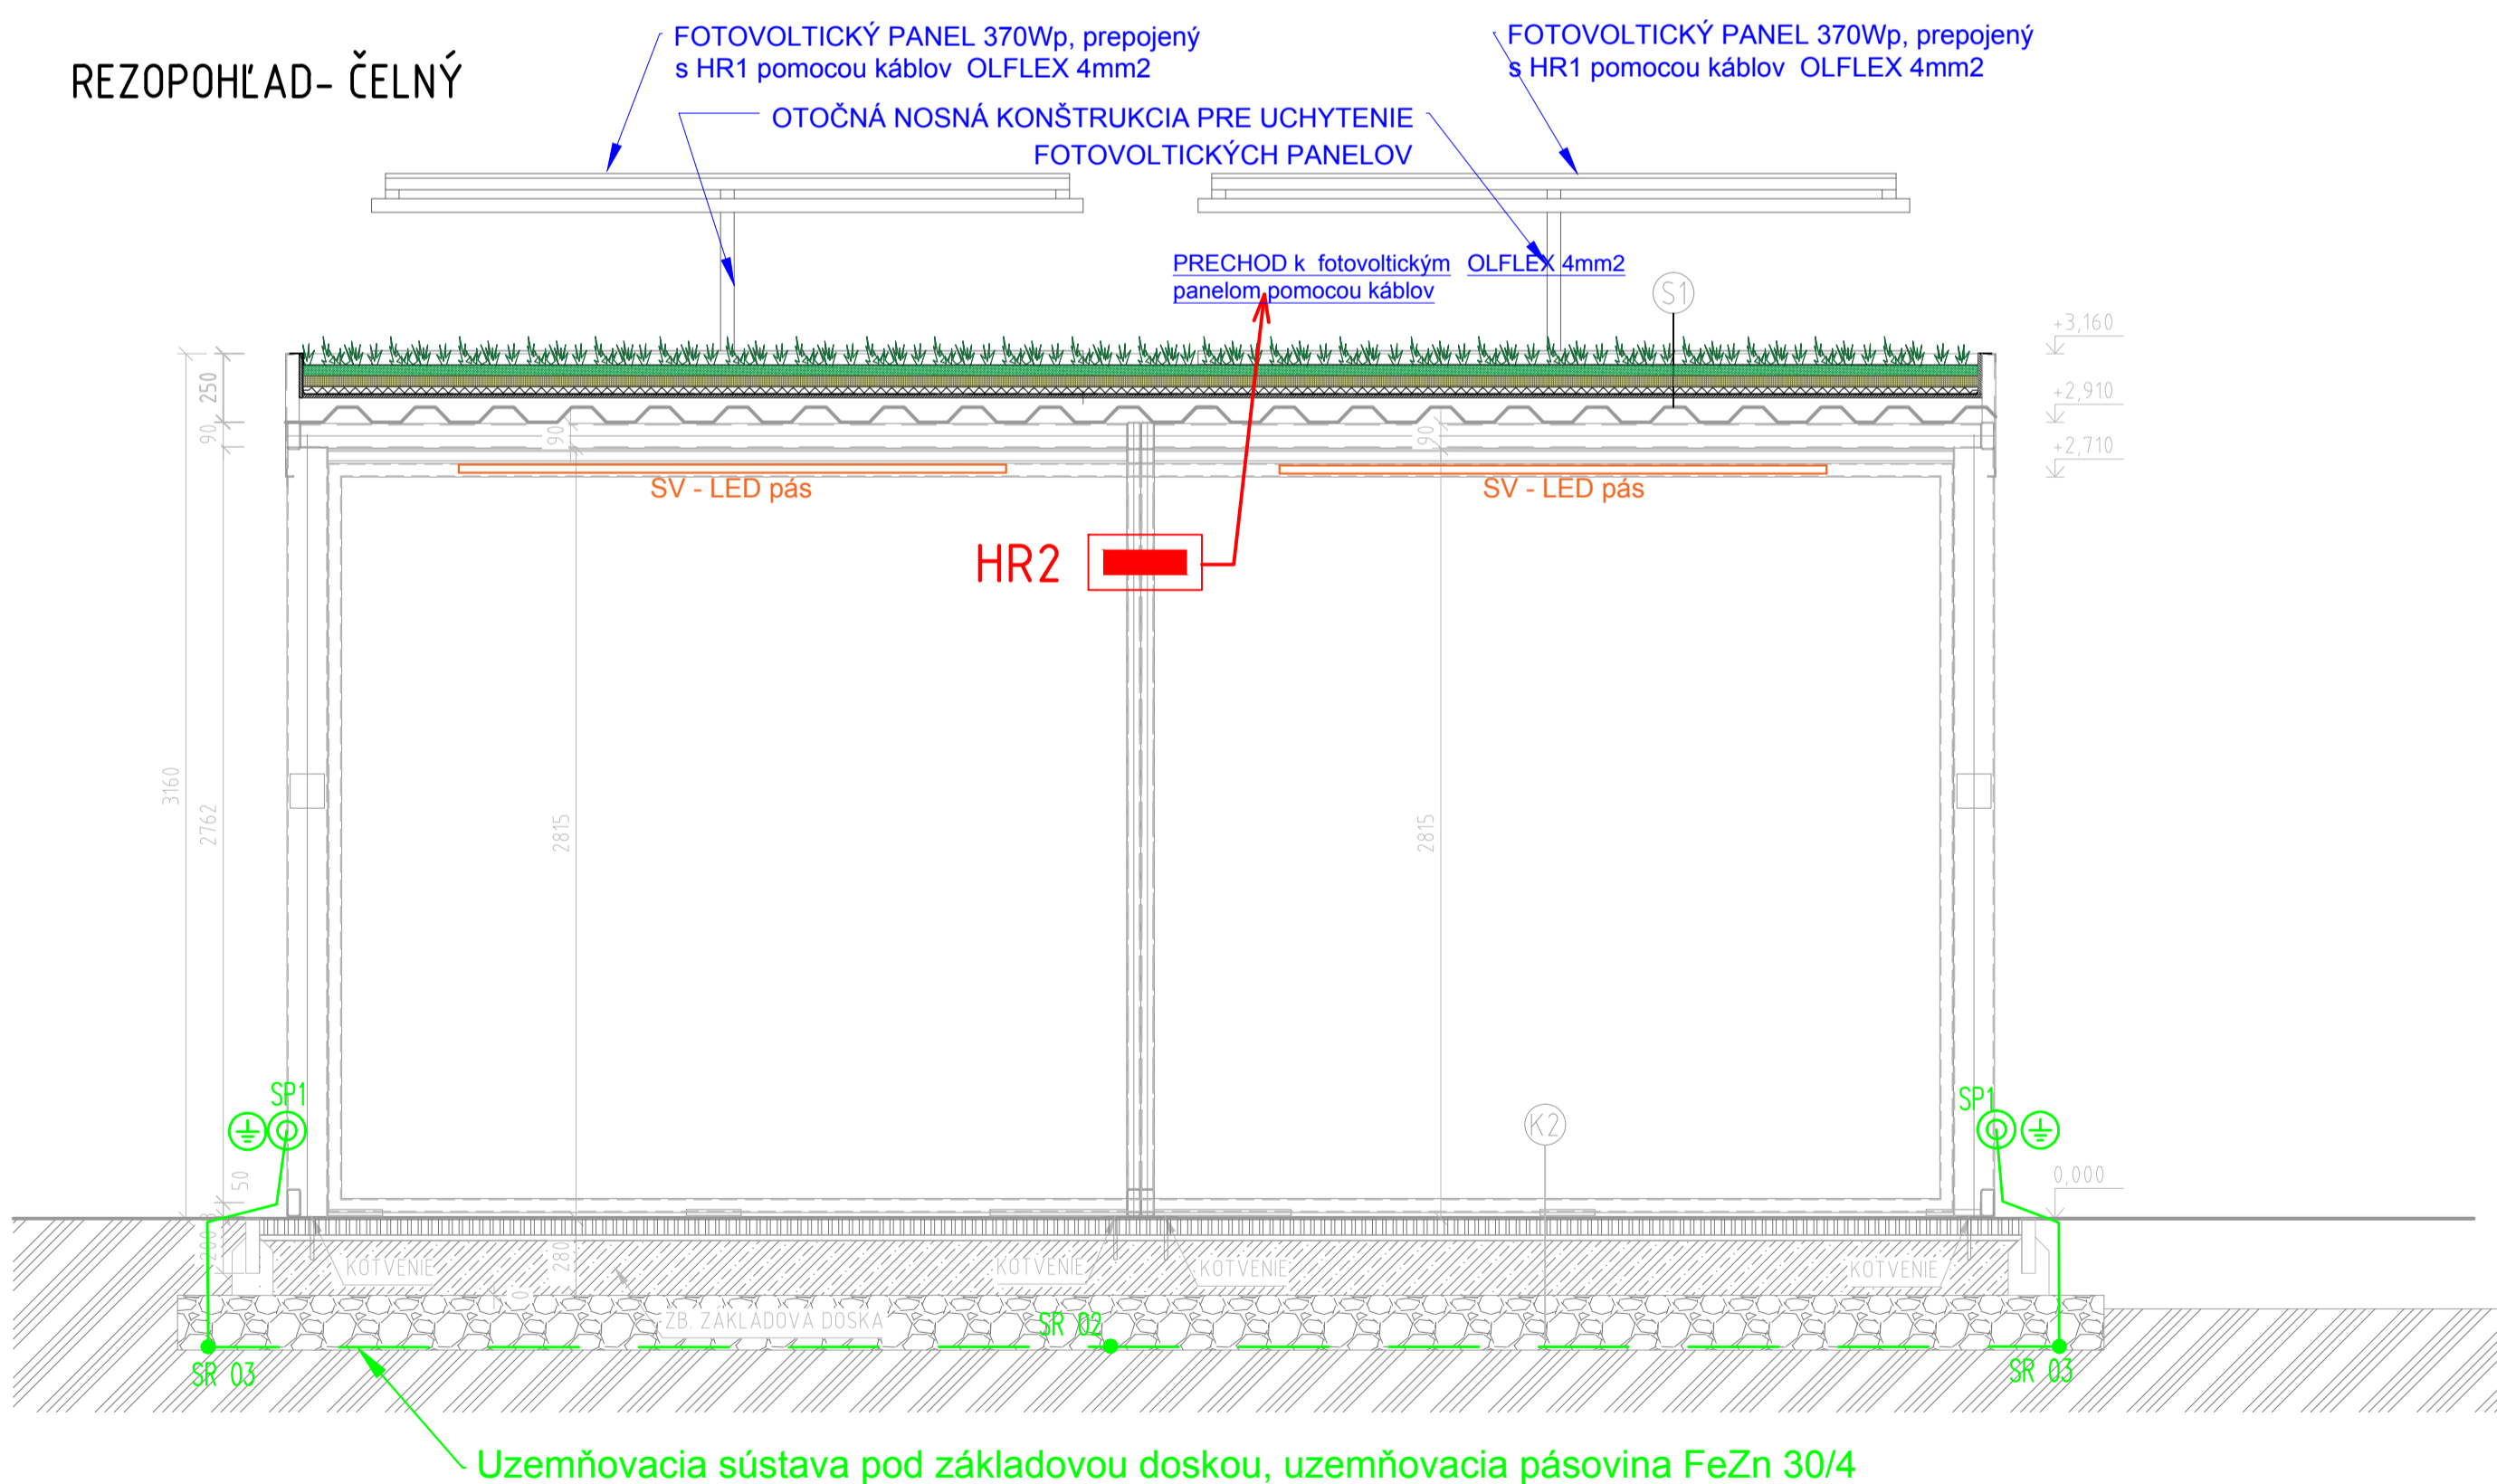 REZOPOHĽAD- ČELNÝ
FOTOVOLTICKÝ PANEL 370Wp, prepojený
s HR1 pomocou káblov OLFLEX 4mm2
FOTOVOLTICKÝ PANEL 370Wp, prepojený
s HR1 pomocou káblov OLFLEX 4mm2
OTOČNÁ NOSNÁ KONŠTRUKCIA PRE UCHYTENIE
FOTOVOLTICKÝCH PANELOV
PRECHOD k fotovoltickým OLFLEX 4mm2
panelom pomocou káblov
S1
+3,160
+2,910
+2,710
250
90
90
90
SV - LED pás
SV - LED pás
HR2
3160
2762
2815
2815
SP1
SP1
K2
50
0,000
280
KOTVENIE
KOTVENIE
KOTVENIE
KOTVENIE
ZB. ZÁKLADOVÁ DOSKA
SR 02
SR 03
SR 03
Uzemňovacia sústava pod základovou doskou, uzemňovacia pásovina FeZn 30/4